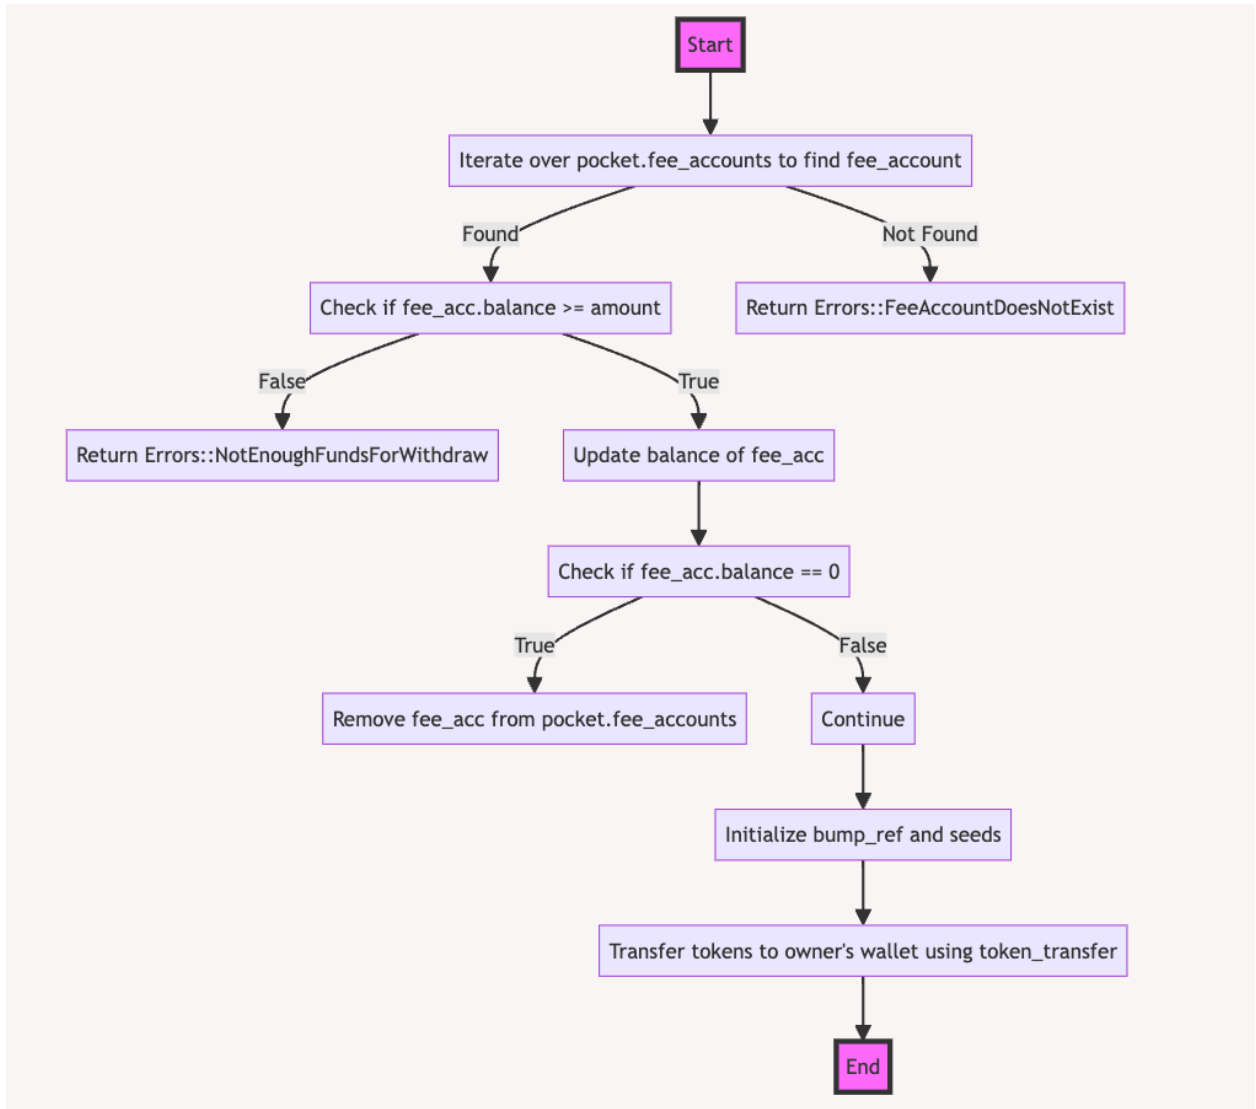 Start
Iterate over pocket.fee_accounts to find fee_account
Found
Not Found
Check if fee_acc.balance >= amount
Return Errors::FeeAccountDoesNotExist
False
True
Return Errors::NotEnoughFundsForWithdraw
Update balance of fee_acc
Check if fee_acc.balance == 0
True
False
Remove fee_acc from pocket.fee_accounts
Continue
Initialize bump_ref and seeds
Transfer tokens to owner's wallet using token_transfer
End